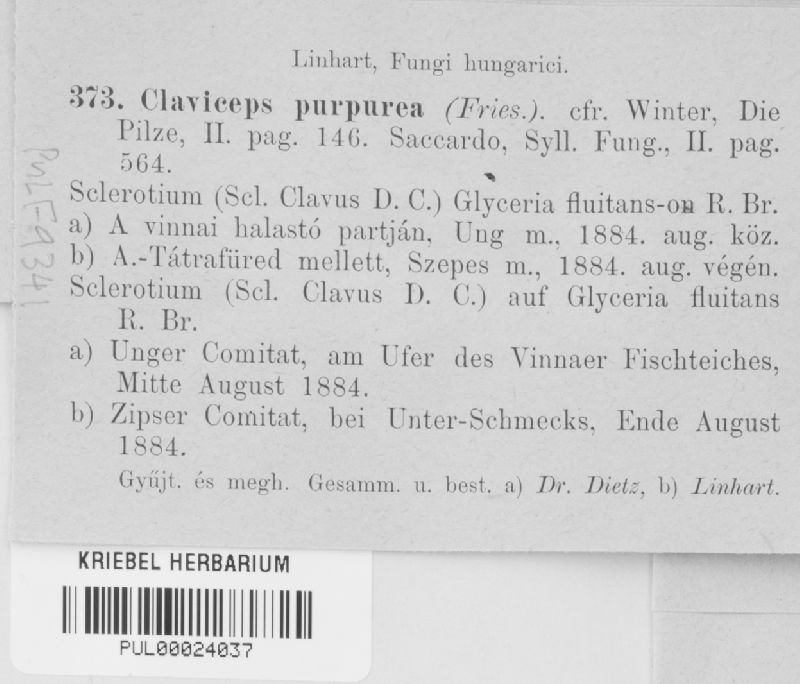 Linhart, Fungi hungarici.
373. Claviceps purpurea (Fries.). cfr. Winter, Die
Pilze, II. pag. 146. Saccardo, Syll. Fung., II. pag.
564.
Sclerotium (Scl. Clavus D. C.) Glyceria fluitans-on R. Br.
a) A vinnai halastó partján, Ung m., 1884. aug. köz.
b) A.-Tátrafüred mellett, Szepes m., 1884. aug. végén.
Sclerotium (Scl. Clavus D. C.) auf Glyceria fluitans
R. Br.
a) Unger Comitat, am Ufer des Vinnaer Fischteiches,
Mitte August 1884.
b) Zipser Comitat, bei Unter-Schmecks, Ende August
1884.
Gyűjt. és megh. Gesamm. u. best. a) Dr. Dietz, b) Linhart.
PUL F 9341
KRIEBEL HERBARIUM
PUL00024037